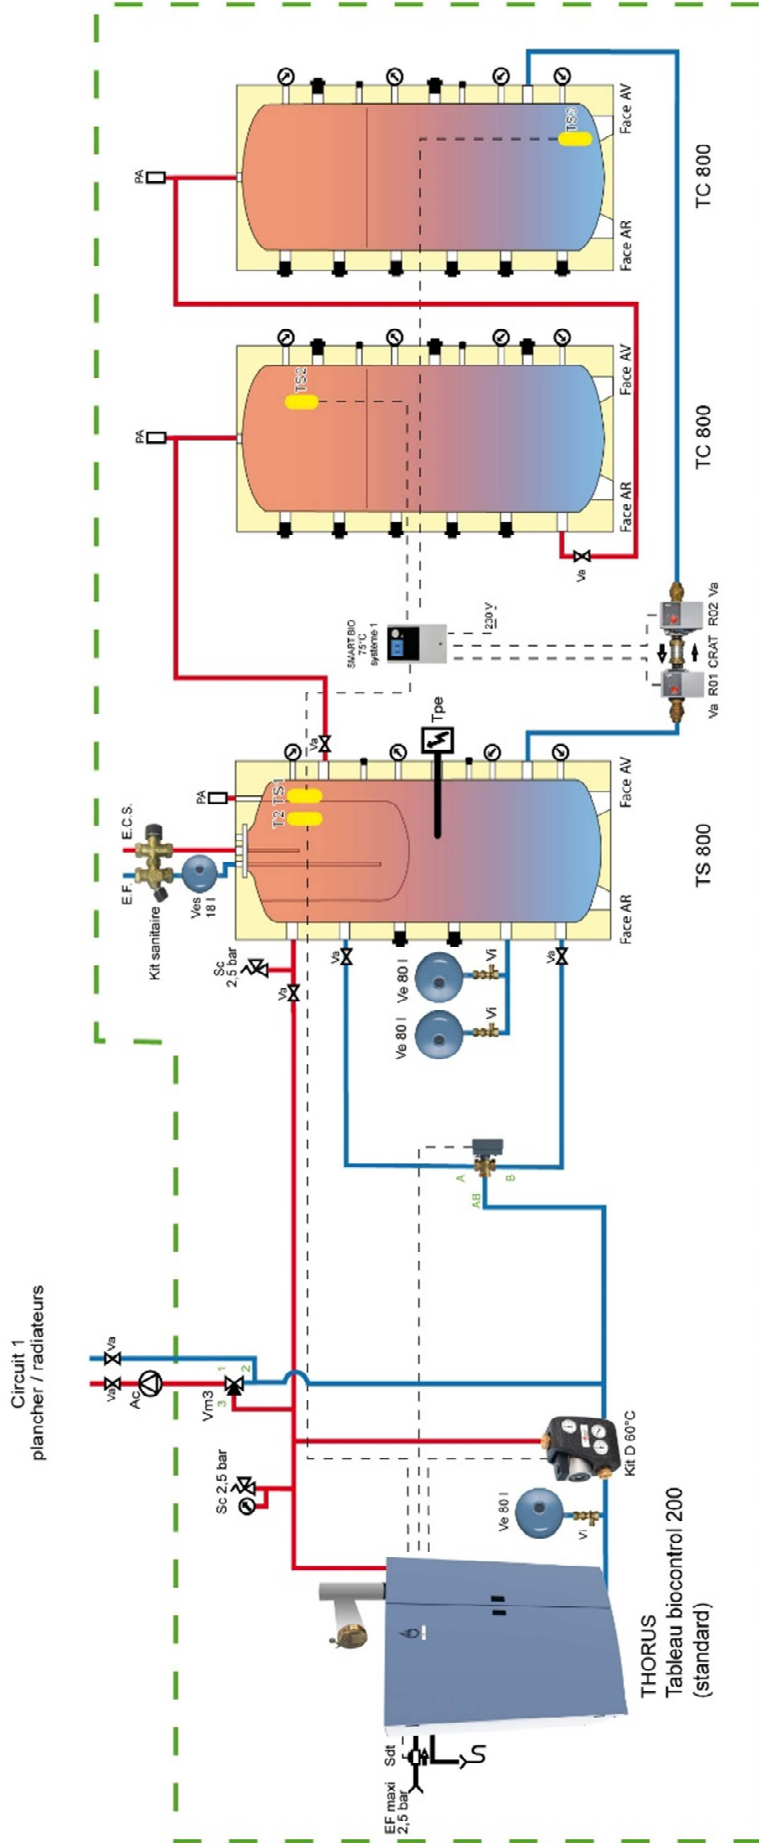 Circuit 1
plancher / radiateurs
Va
Va
Ac
Vm3
1
2
3
Sc 2,5 bar
Ve 80 l
Vi
Kit D 60°C
THORUS
Tableau biocontrol 200
(standard)
EF maxi
2,5 bar
Sdt
S
E.F.
E.C.S.
Kit sanitaire
Ves
18 l
PA
T2
TS1
Sc
2,5 bar
Va
Va
Va
Va
Ve 80 l
Ve 80 l
Vi
Vi
A
AB
B
Tpe
Face AR
Face AV
TS 800
SMART BIO
75°C
système 1
230 V
Va
R01
CRAT
R02
Va
PA
TS2
Va
Face AR
Face AV
TC 800
PA
TS3
Face AR
Face AV
TC 800